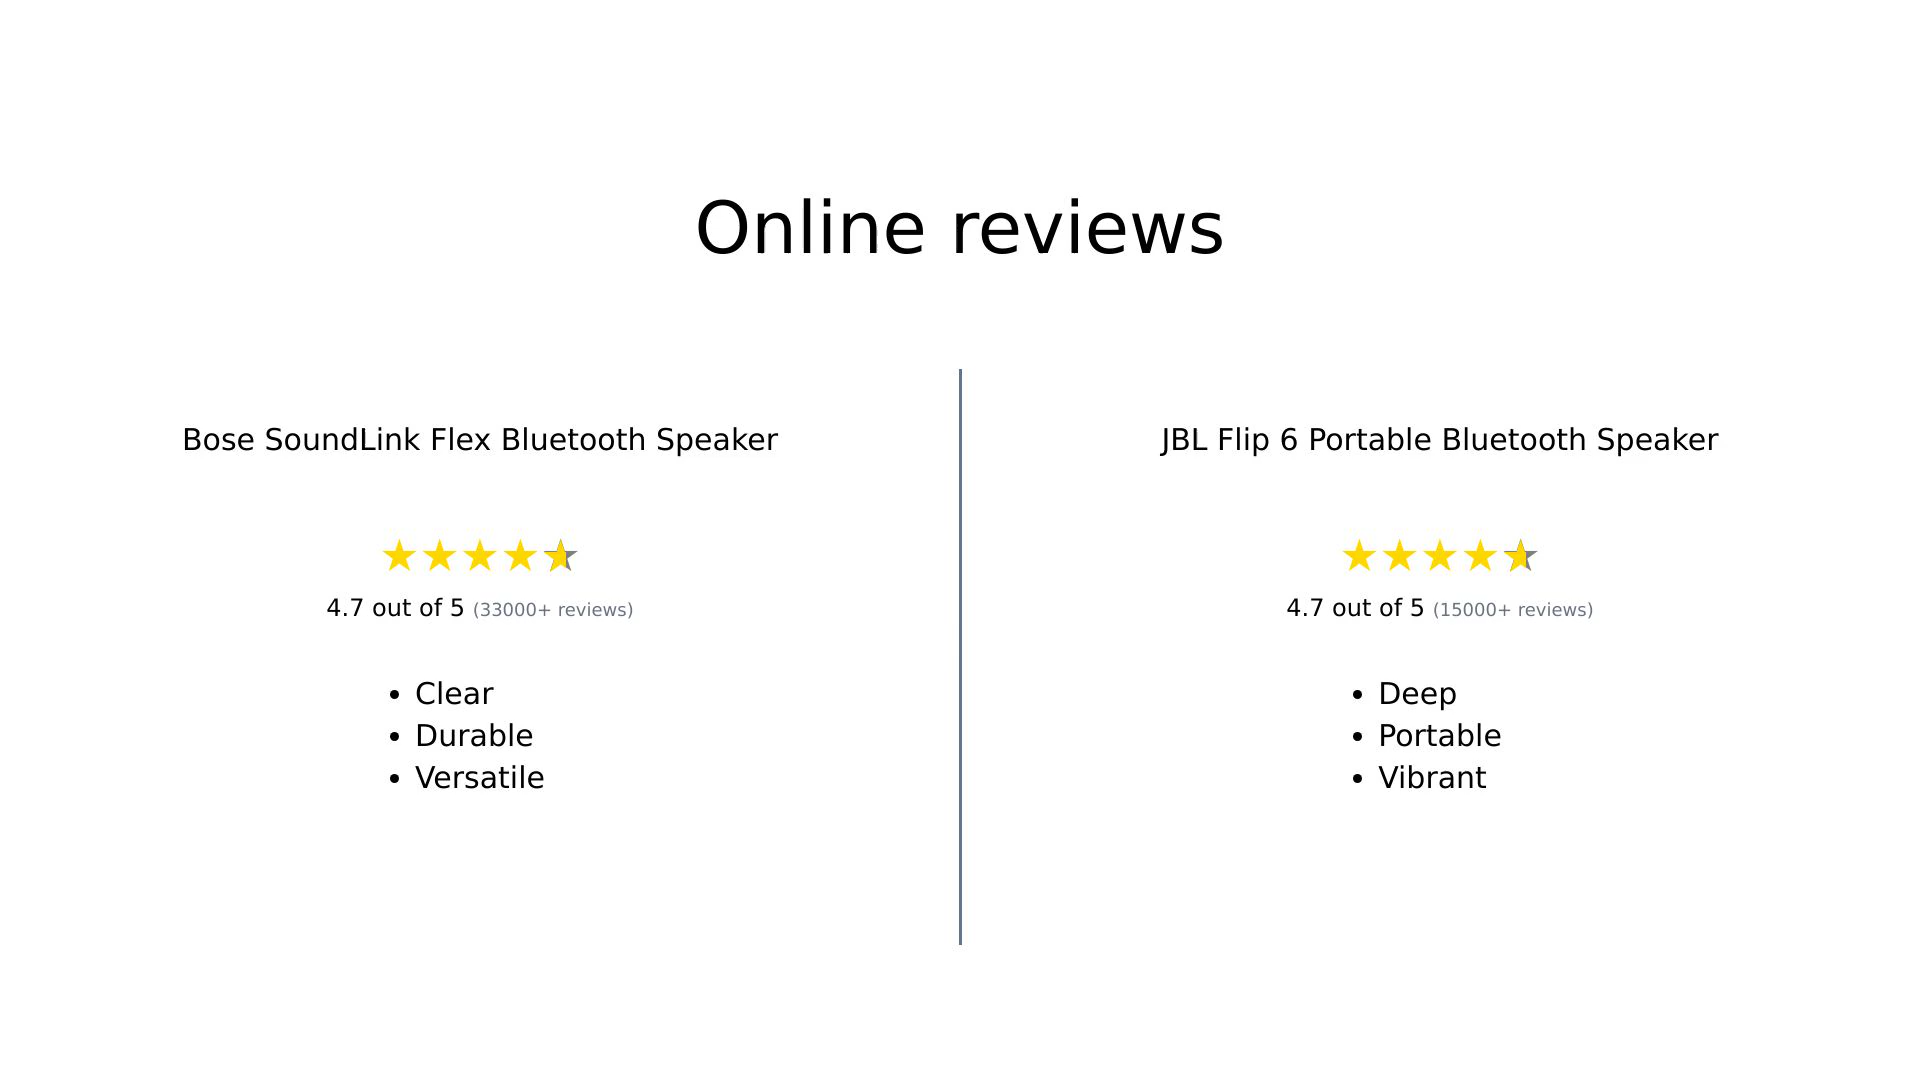 Online reviews
Bose SoundLink Flex Bluetooth Speaker
4.7 out of 5 (33000+ reviews)
• Clear
• Durable
• Versatile
JBL Flip 6 Portable Bluetooth Speaker
4.7 out of 5 (15000+ reviews)
• Deep
• Portable
• Vibrant